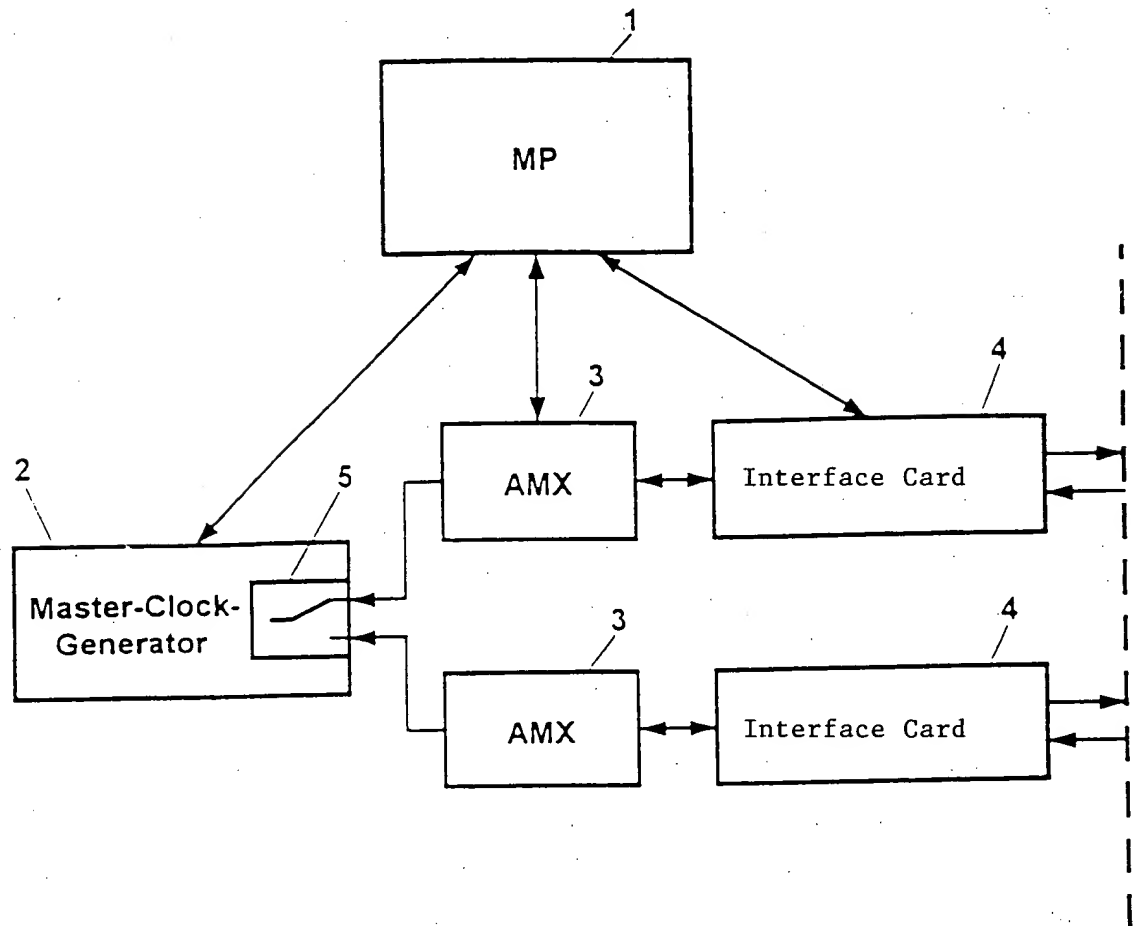 1
MP
3
4
AMX
Interface Card
2
5
Master-Clock-
Generator
3
4
AMX
Interface Card